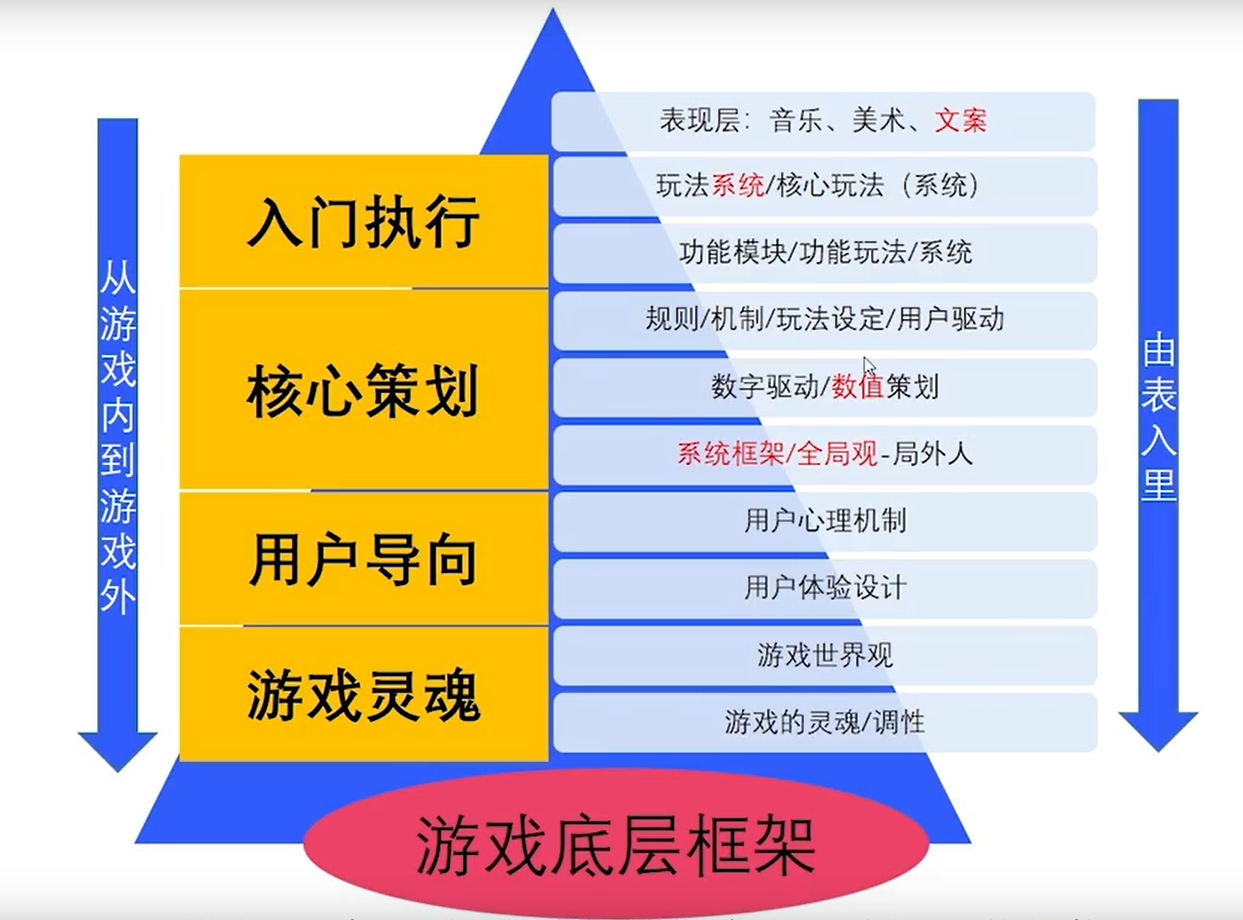 从游戏内到游戏外
入门执行
核心策划
用户导向
游戏灵魂
表现层：音乐、美术、文案
玩法系统/核心玩法（系统）
功能模块/功能玩法/系统
规则/机制/玩法设定/用户驱动
数字驱动/数值策划
系统框架/全局观-局外人
用户心理机制
用户体验设计
游戏世界观
游戏的灵魂/调性
由表入里
游戏底层框架